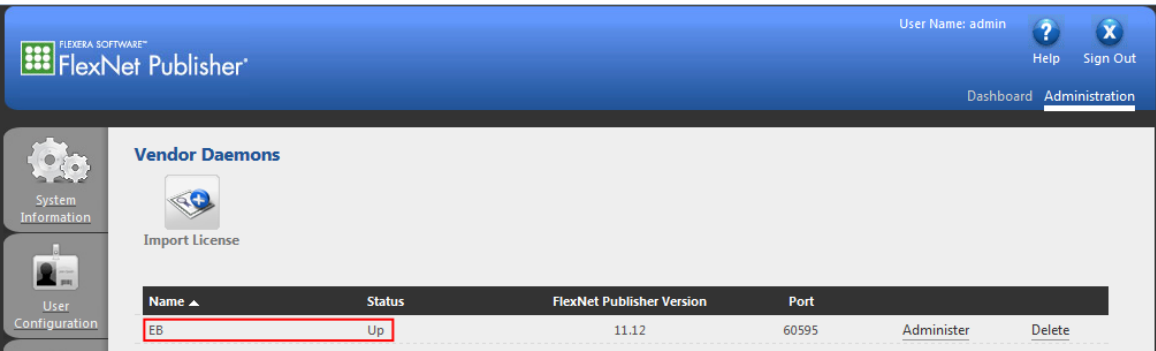 User Name: admin
FLEXERA SOFTWARE™
FlexNet Publisher®
Help
Sign Out
Dashboard Administration
Vendor Daemons
System
Information
Import License
User
Configuration
Name Status FlexNet Publisher Version Port
EB Up 11.12 60595 Administer Delete